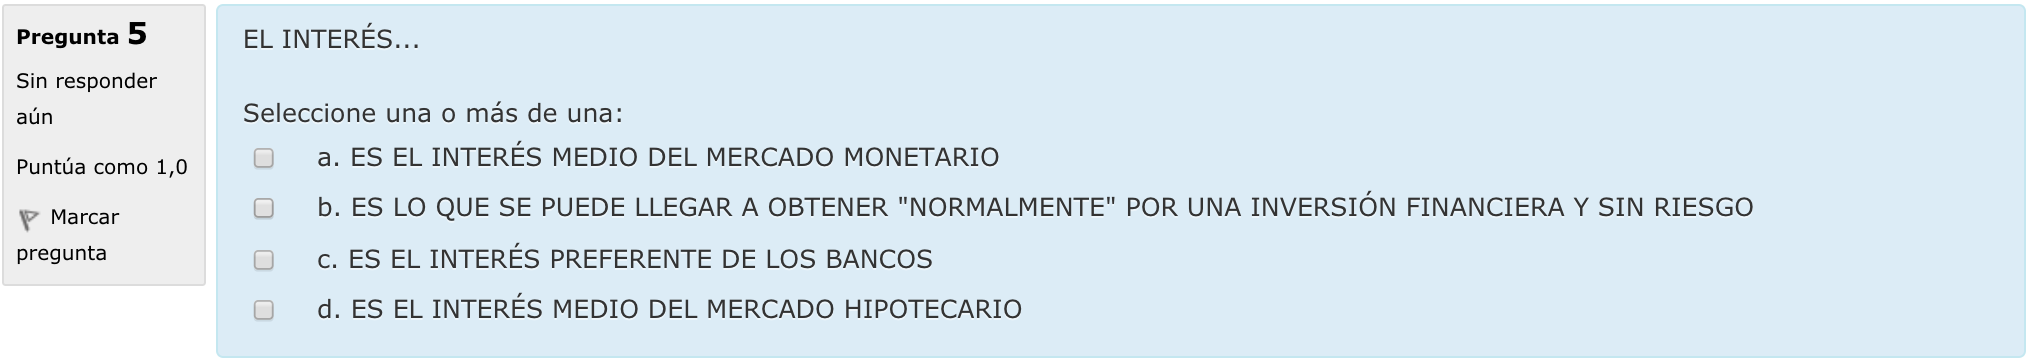 Pregunta 5
Sin responder
aún
Puntúa como 1,0
Marcar
pregunta
EL INTERÉS...
Seleccione una o más de una:
a. ES EL INTERÉS MEDIO DEL MERCADO MONETARIO
b. ES LO QUE SE PUEDE LLEGAR A OBTENER "NORMALMENTE" POR UNA INVERSIÓN FINANCIERA Y SIN RIESGO
c. ES EL INTERÉS PREFERENTE DE LOS BANCOS
d. ES EL INTERÉS MEDIO DEL MERCADO HIPOTECARIO